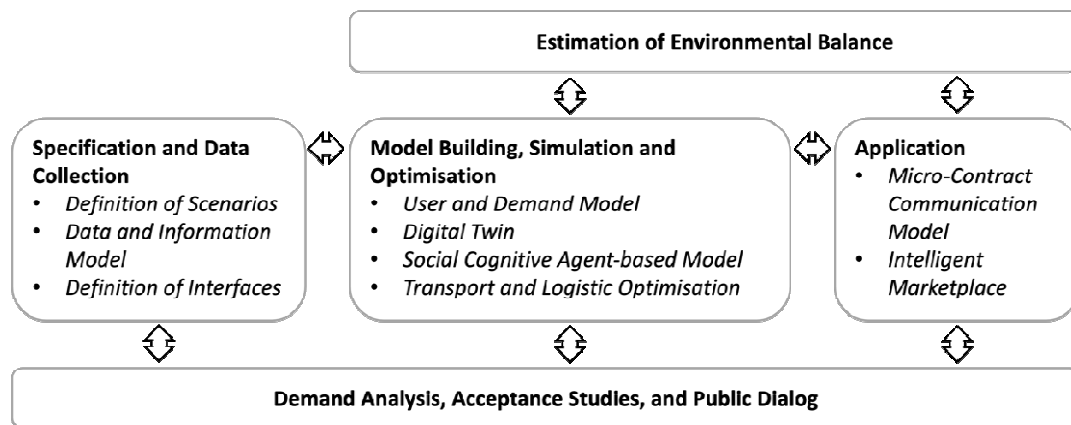 Estimation of Environmental Balance
Specification and Data
Collection
• Definition of Scenarios
• Data and Information
Model
• Definition of Interfaces
Model Building, Simulation and
Optimisation
• User and Demand Model
• Digital Twin
• Social Cognitive Agent-based Model
• Transport and Logistic Optimisation
Application
• Micro-Contract
Communication
Model
• Intelligent
Marketplace
Demand Analysis, Acceptance Studies, and Public Dialog